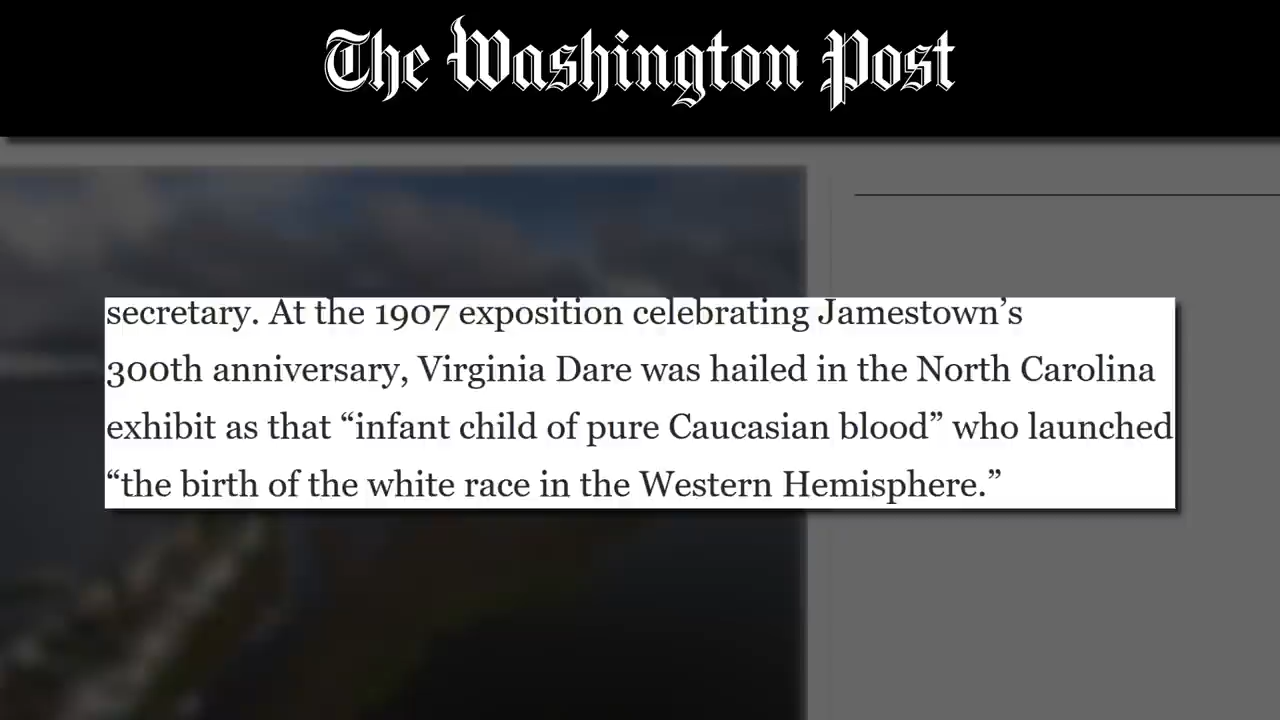 The Washington Post
secretary. At the 1907 exposition celebrating Jamestown’s
300th anniversary, Virginia Dare was hailed in the North Carolina
exhibit as that “infant child of pure Caucasian blood” who launched
“the birth of the white race in the Western Hemisphere.”